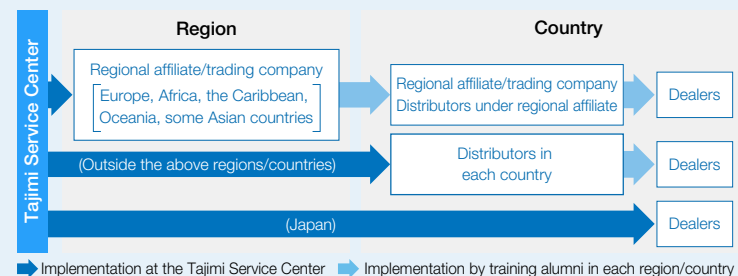 Tajimi Service Center
Region
Country
Regional affiliate/trading company
Europe, Africa, the Caribbean,
Oceania, some Asian countries
Regional affiliate/trading company
Distributors under regional affiliate
Dealers
(Outside the above regions/countries)
Distributors in
each country
Dealers
(Japan)
Dealers
Implementation at the Tajimi Service Center
Implementation by training alumni in each region/country